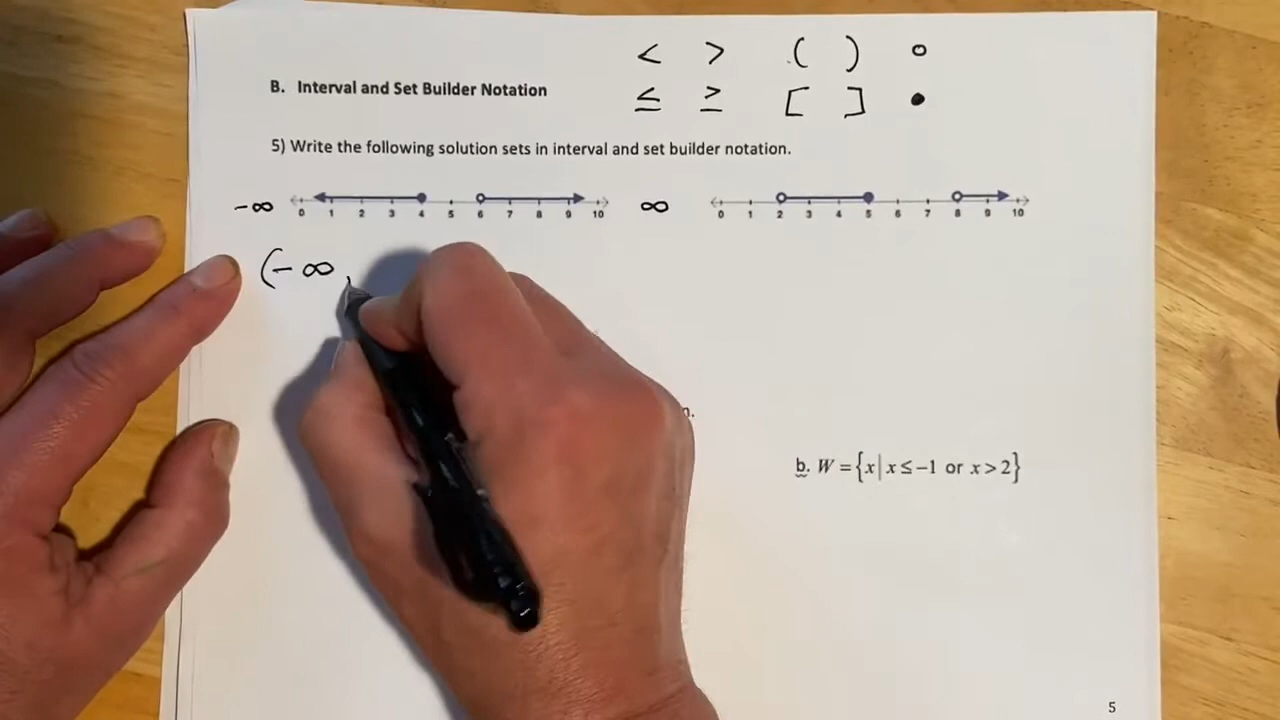 < > ( ) ○
B. Interval and Set Builder Notation
≤ ≥ [ ] ●
5) Write the following solution sets in interval and set builder notation.
-∞ 0 1 2 3 4 5 6 7 8 9 10 ∞
0 1 2 3 4 5 6 7 8 9 10
(-∞,
n.
b. W = {x|x≤-1 or x>2}
5